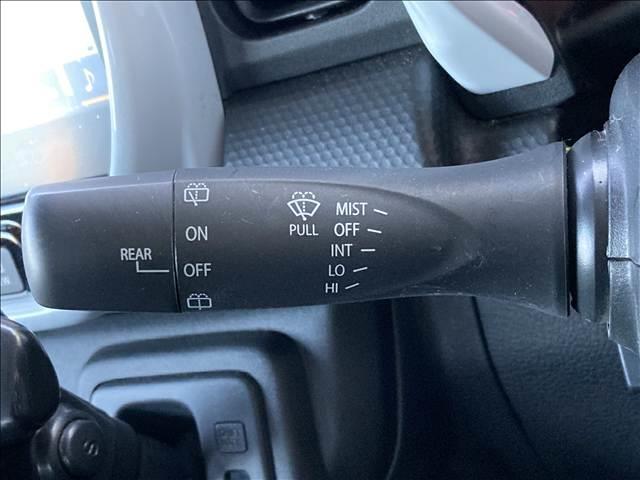 ON
REAR
OFF
PULL
MIST
OFF
INT
LO
HI
S